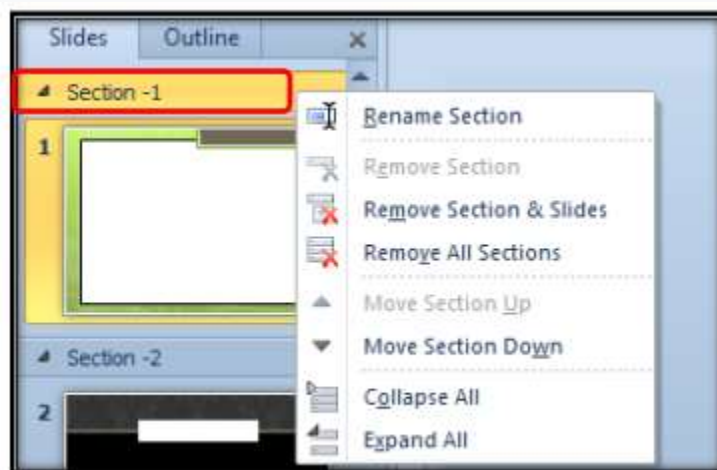 Slides Outline
Section -1
1
Rename Section
Remove Section
Remove Section & Slides
Remove All Sections
Move Section Up
Move Section Down
Section -2
2
Collapse All
Expand All